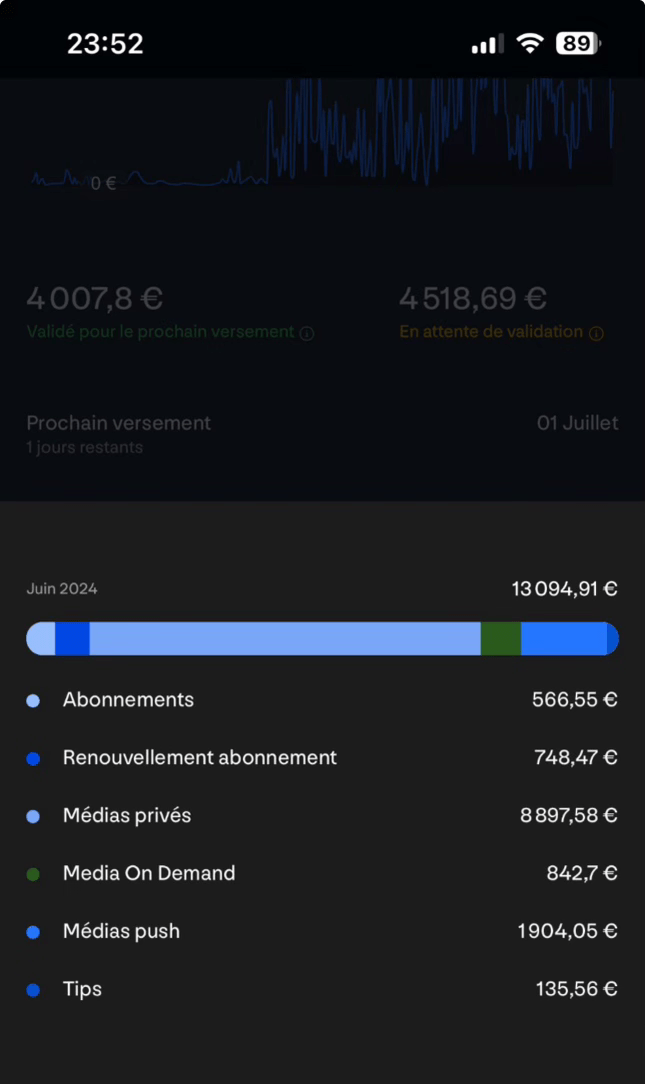 23:52
89
0 €
4 007,8 €
4 518,69 €
Validé pour le prochain versement
En attente de validation
Prochain versement
01 Juillet
1 jours restants
Juin 2024
13 094,91 €
Abonnements
566,55 €
Renouvellement abonnement
748,47 €
Médias privés
8 897,58 €
Media On Demand
842,7 €
Médias push
1 904,05 €
Tips
135,56 €